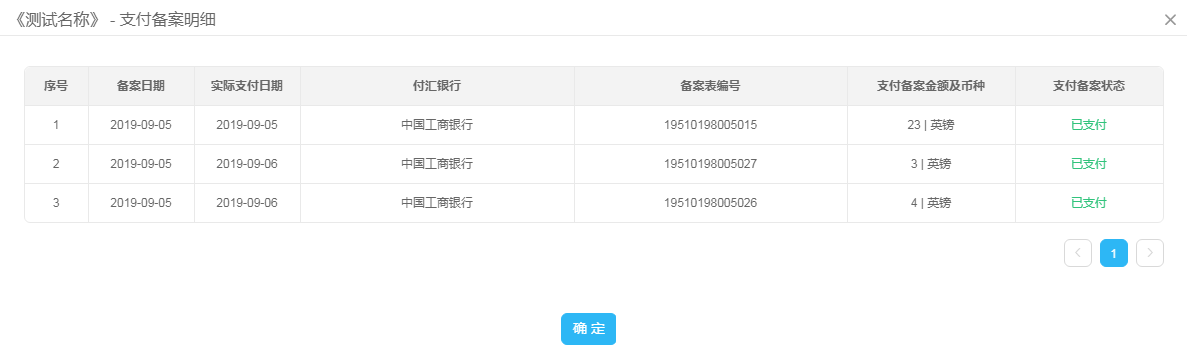 《测试名称》 - 支付备案明细
序号 备案日期 实际支付日期 付汇银行 备案表编号 支付备案金额及币种 支付备案状态
1 2019-09-05 2019-09-05 中国工商银行 19510198005015 23 | 英镑 已支付
2 2019-09-05 2019-09-06 中国工商银行 19510198005027 3 | 英镑 已支付
3 2019-09-05 2019-09-06 中国工商银行 19510198005026 4 | 英镑 已支付
1
确 定